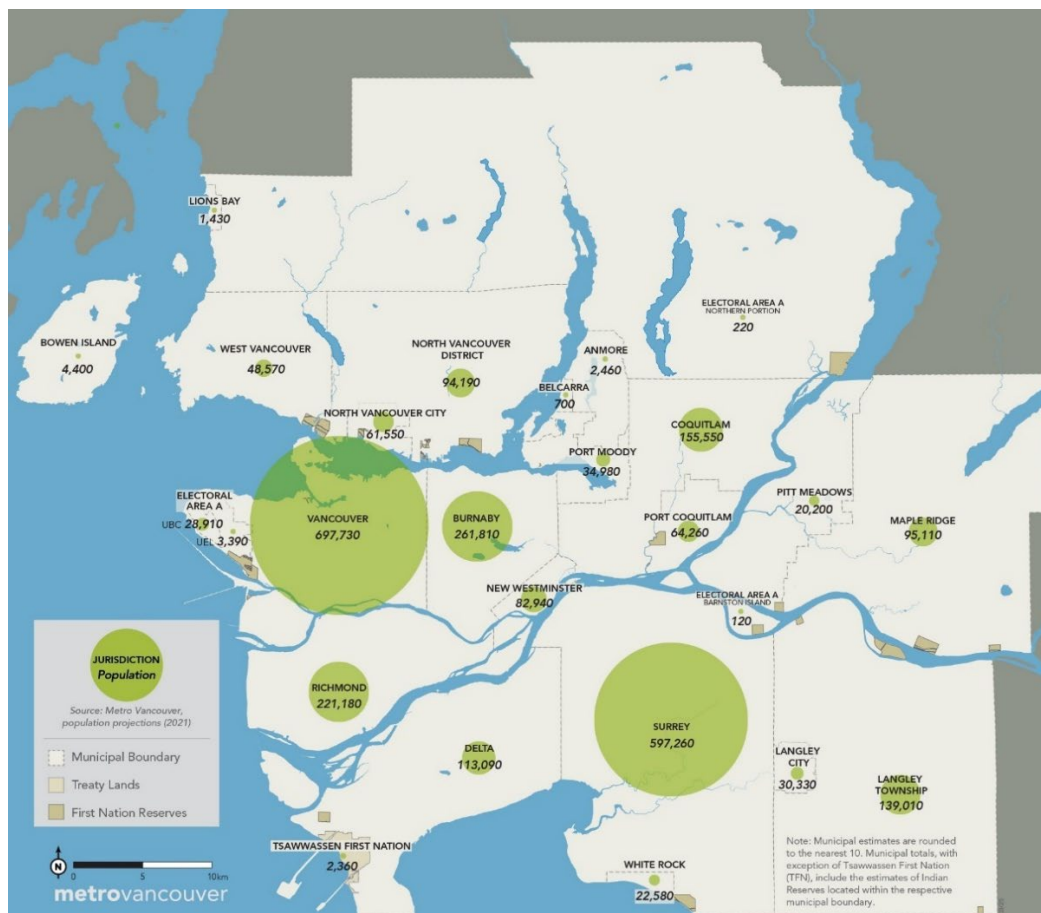 LIONS BAY
1,430
ELECTORAL AREA A
NORTHERN PORTION
220
BOWEN ISLAND
4,400
WEST VANCOUVER
48,570
NORTH VANCOUVER
DISTRICT
94,190
ANMORE
2,460
BELCARRA
700
NORTH VANCOUVER CITY
61,550
COQUITLAM
155,550
PORT MOODY
34,980
ELECTORAL
AREA A
UBC 28,910
UEL 3,390
VANCOUVER
697,730
BURNABY
261,810
PORT COQUITLAM
64,260
PITT MEADOWS
20,200
MAPLE RIDGE
95,110
NEW WESTMINSTER
82,940
ELECTORAL AREA A
BARNSTON ISLAND
120
JURISDICTION
Population
Source: Metro Vancouver,
population projections (2021)
Municipal Boundary
Treaty Lands
First Nation Reserves
RICHMOND
221,180
SURREY
597,260
DELTA
113,090
LANGLEY
CITY
30,330
LANGLEY
TOWNSHIP
139,010
TSAWWASSEN FIRST NATION
2,360
WHITE ROCK
22,580
Note: Municipal estimates are rounded
to the nearest 10. Municipal totals, with
exception of Tsawwassen First Nation
(TFN), include the estimates of Indian
Reserves located within the respective
municipal boundary.
N
0 5 10km
metrovancouver